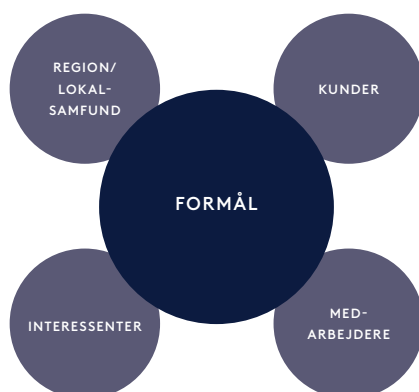 REGION/
LOKAL-
SAMFUND
KUNDER
FORMÅL
INTERESSENTER
MED-
ARBEJDERE